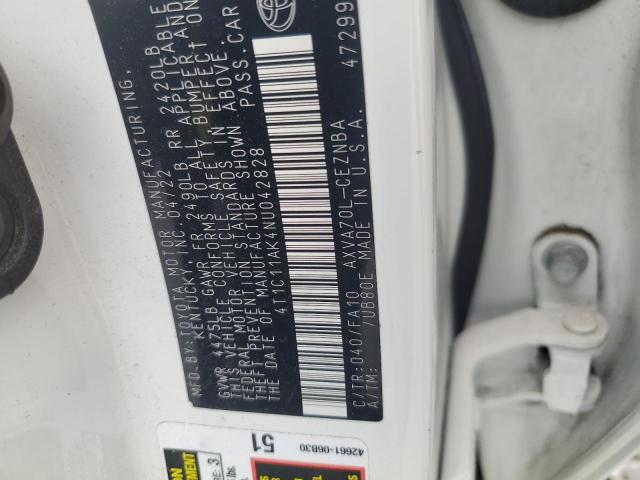 MFD.BY:TOYOTA MOTOR MANUFACTURING,
KENTUCKY, INC. 04/22
GVWR 4475LB GAWR FR 2490LB RR 2420LB
THIS VEHICLE CONFORMS TO ALL APPLICABLE
FEDERAL MOTOR VEHICLE SAFETY, BUMPER, AND
THEFT PREVENTION STANDARDS IN EFFECT ON
THE DATE OF MANUFACTURE SHOWN ABOVE.
4T1C11AK4NU042828 PASS.CAR
C/TR:040/FA10 AXVA70L-CEZNBA 47299
A/TM: /UB80E MADE IN U.S.A.
51
42661-06B30